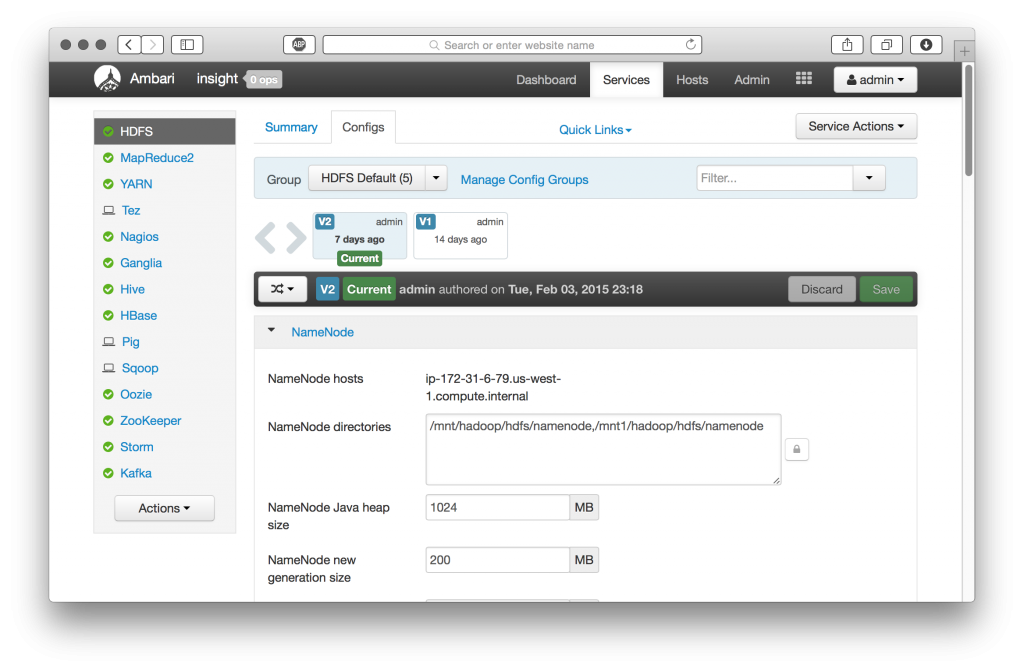 ABP
Search or enter website name
Ambari
insight
0 ops
Dashboard
Services
Hosts
Admin
admin
HDFS
MapReduce2
YARN
Tez
Nagios
Ganglia
Hive
HBase
Pig
Sqoop
Oozie
ZooKeeper
Storm
Kafka
Actions
Summary
Configs
Quick Links
Service Actions
Group
HDFS Default (5)
Manage Config Groups
Filter...
V2 admin
7 days ago
Current
V1 admin
14 days ago
V2 Current admin authored on Tue, Feb 03, 2015 23:18
Discard
Save
NameNode
NameNode hosts
ip-172-31-6-79.us-west-
1.compute.internal
NameNode directories
/mnt/hadoop/hdfs/namenode,/mnt1/hadoop/hdfs/namenode
NameNode Java heap
size
1024 MB
NameNode new
generation size
200 MB